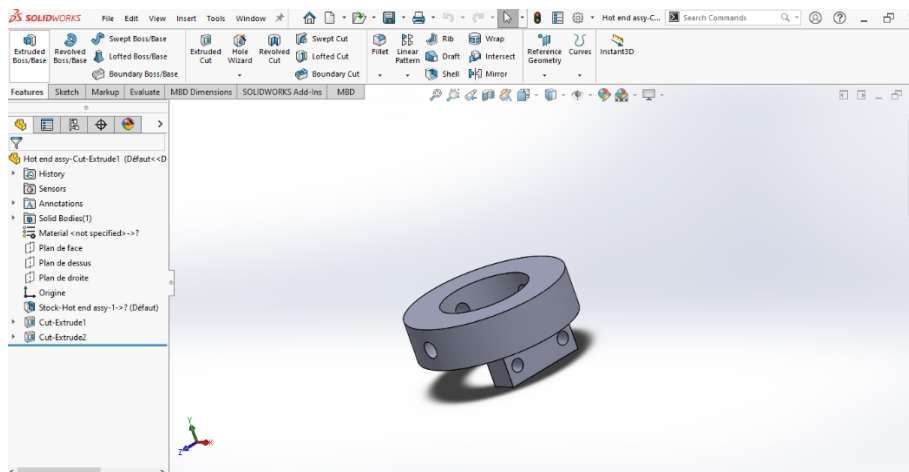 SOLIDWORKS File Edit View Insert Tools Window Hot end assy-C... Search Commands
Extruded Boss/Base
Revolved Boss/Base
Swept Boss/Base
Lofted Boss/Base
Boundary Boss/Base
Extruded Cut
Hole Wizard
Revolved Cut
Swept Cut
Lofted Cut
Boundary Cut
Fillet
Linear Pattern
Rib
Draft
Shell
Wrap
Intersect
Mirror
Reference Geometry
Curves
Instant3D
Features Sketch Markup Evaluate MBD Dimensions SOLIDWORKS Add-Ins MBD
Hot end assy-Cut-Extrude1 (Défaut<<D
History
Sensors
Annotations
Solid Bodies(1)
Material <not specified>->?
Plan de face
Plan de dessus
Plan de droite
Origine
Stock-Hot end assy-1->? (Défaut)
Cut-Extrude1
Cut-Extrude2
Y
X
Z